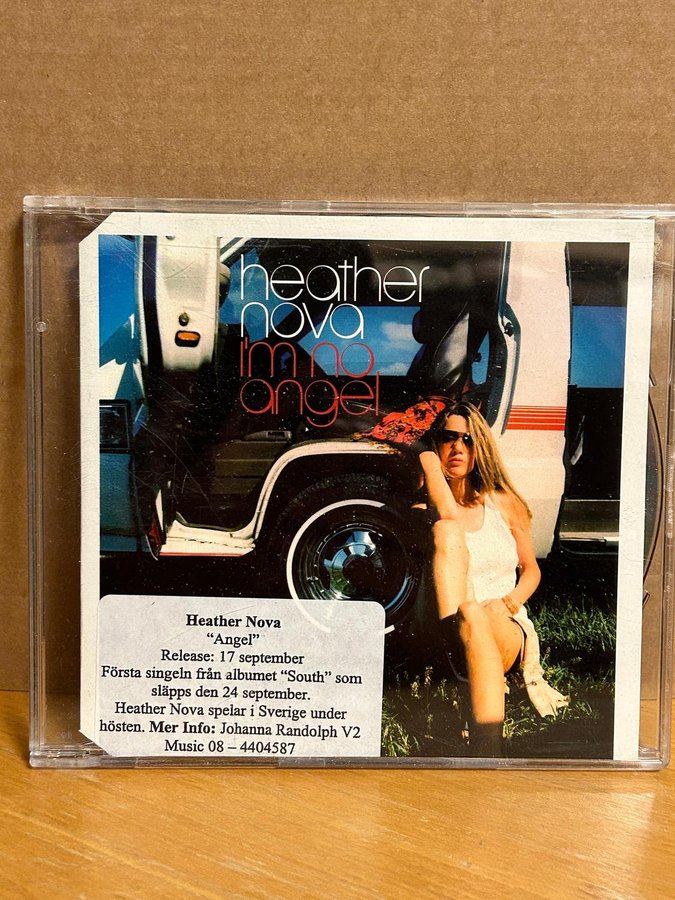 heather
nova
i'm no
angel
Heather Nova
“Angel”
Release: 17 september
Första singeln från albumet “South” som
släpps den 24 september.
Heather Nova spelar i Sverige under
hösten. Mer Info: Johanna Randolph V2
Music 08 – 4404587